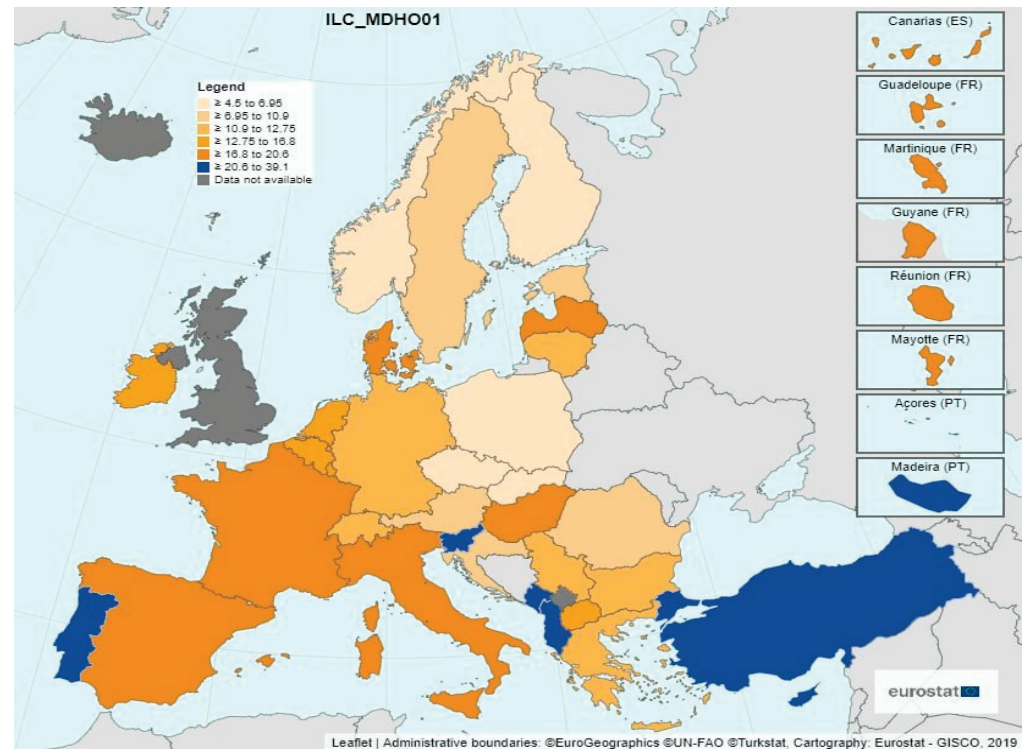 ILC_MDHO01
Legend
≥ 4.5 to 6.95
≥ 6.95 to 10.9
≥ 10.9 to 12.75
≥ 12.75 to 16.8
≥ 16.8 to 20.6
≥ 20.6 to 39.1
Data not available
Canarias (ES)
Guadeloupe (FR)
Martinique (FR)
Guyane (FR)
Réunion (FR)
Mayotte (FR)
Açores (PT)
Madeira (PT)
eurostat
Leaflet | Administrative boundaries: ©EuroGeographics ©UN-FAO ©Turkstat, Cartography: Eurostat - GISCO, 2019